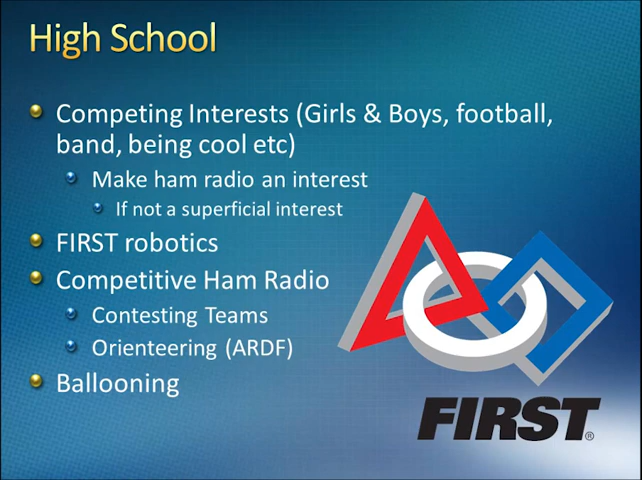 High School
Competing Interests (Girls & Boys, football,
band, being cool etc)
Make ham radio an interest
If not a superficial interest
FIRST robotics
Competitive Ham Radio
Contesting Teams
Orienteering (ARDF)
Ballooning
FIRST®